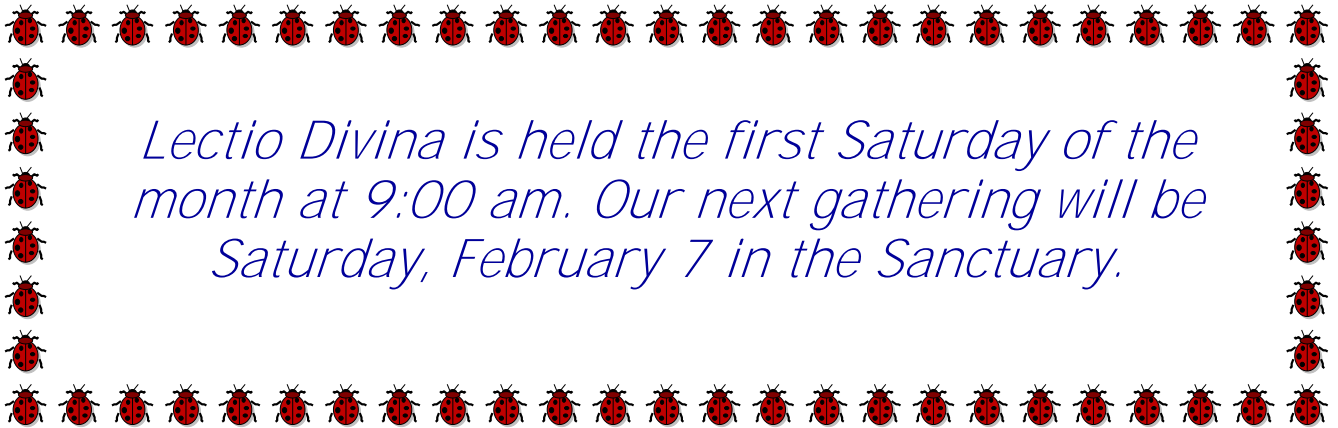 Lectio Divina is held the first Saturday of the
month at 9:00 am. Our next gathering will be
Saturday, February 7 in the Sanctuary.